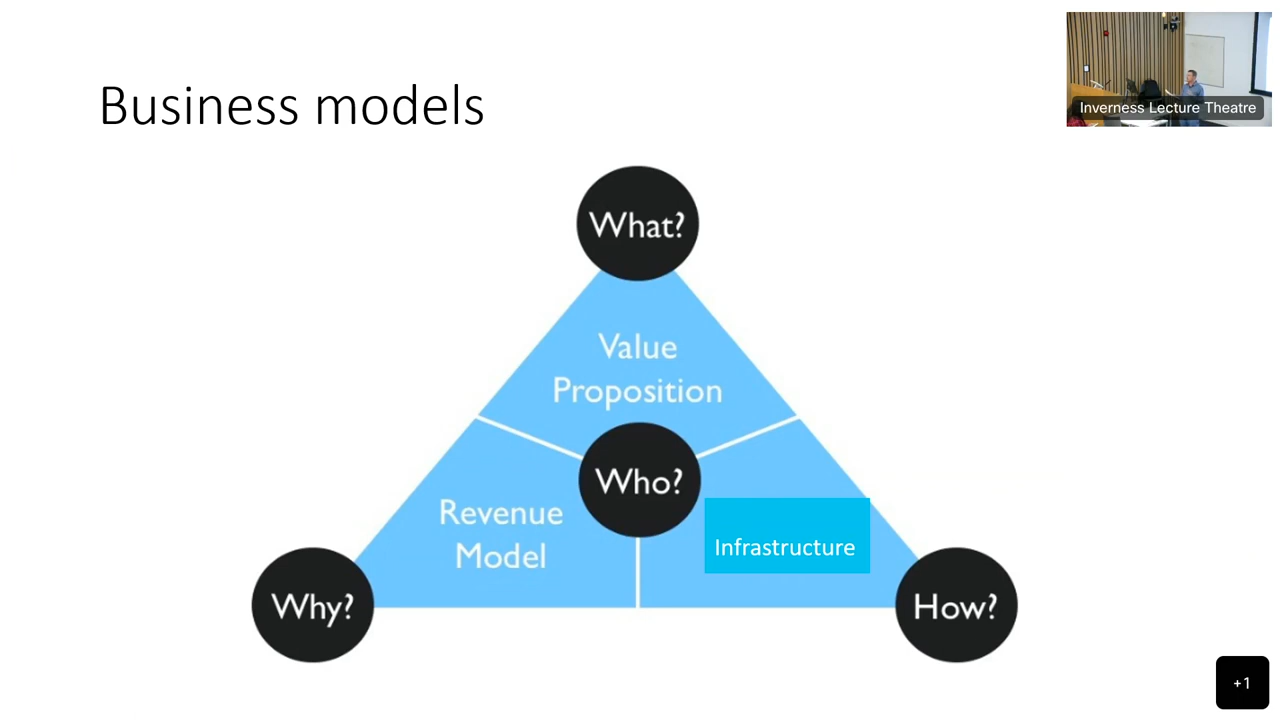 Business models
Inverness Lecture Theatre
What?
Value
Proposition
Who?
Revenue
Model
Infrastructure
Why?
How?
+1